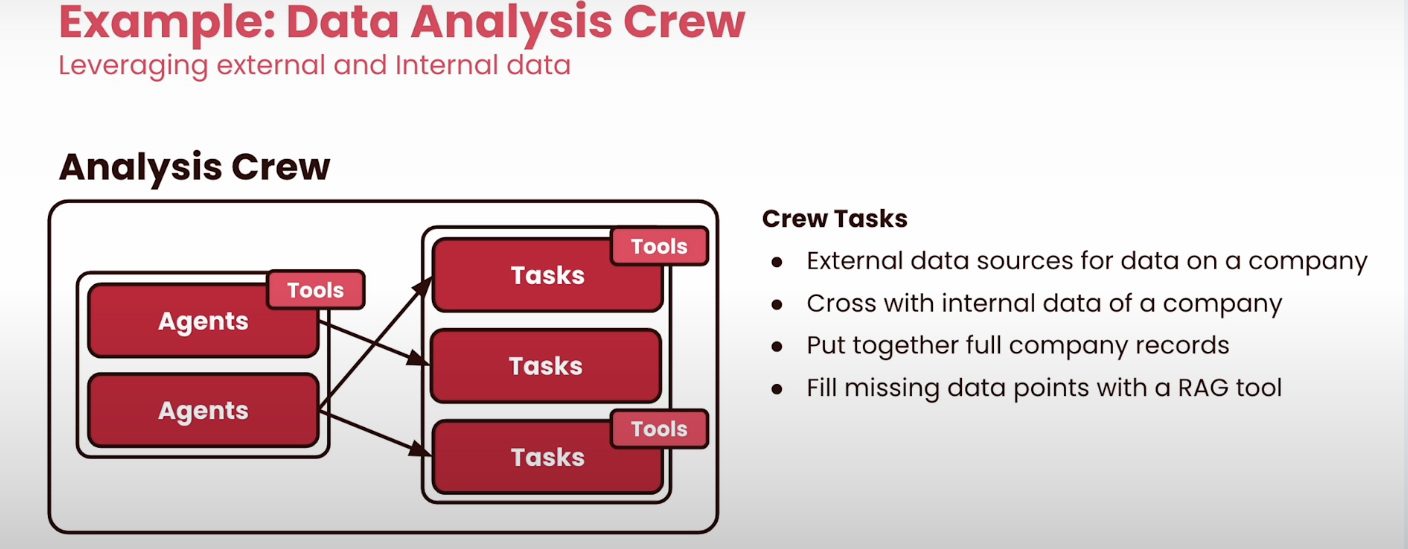 Example: Data Analysis Crew
Leveraging external and Internal data
Analysis Crew
Tools
Agents
Agents
Tools
Tasks
Tasks
Tools
Tasks
Crew Tasks
● External data sources for data on a company
● Cross with internal data of a company
● Put together full company records
● Fill missing data points with a RAG tool